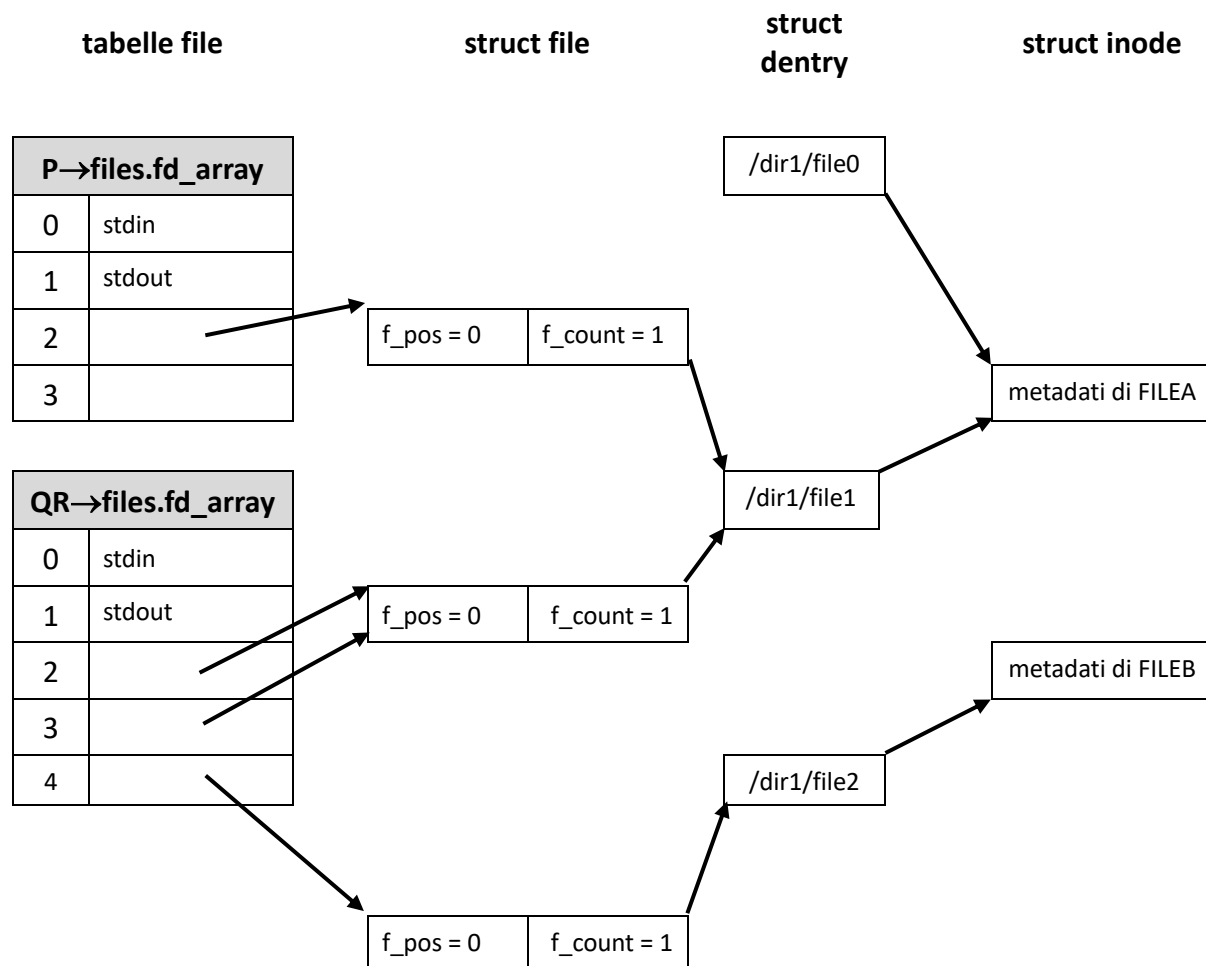 tabelle file
struct file
struct
dentry
struct inode
P→files.fd_array
0 stdin
1 stdout
2
3
f_pos = 0 f_count = 1
/dir1/file0
metadati di FILEA
QR→files.fd_array
0 stdin
1 stdout
2
3
4
f_pos = 0 f_count = 1
/dir1/file1
metadati di FILEB
/dir1/file2
f_pos = 0 f_count = 1